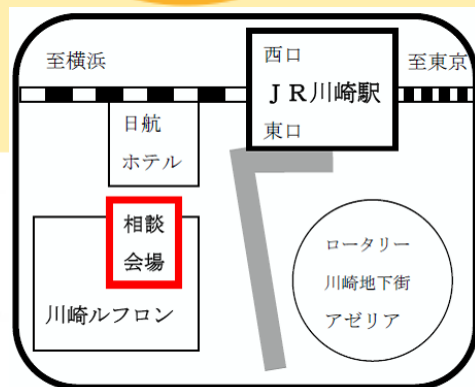 至横浜
西口
至東京
ＪＲ川崎駅
東口
日航
ホテル
相談
会場
川崎ルフロン
ロータリー
川崎地下街
アゼリア